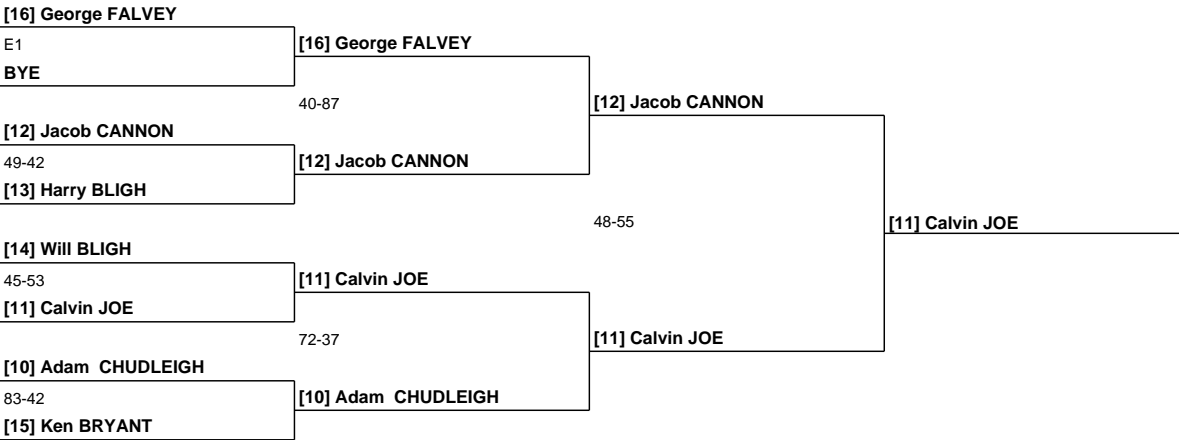 [16] George FALVEY
E1
BYE
[16] George FALVEY
40-87
[12] Jacob CANNON
49-42
[13] Harry BLIGH
[12] Jacob CANNON
[12] Jacob CANNON
48-55
[11] Calvin JOE
[14] Will BLIGH
45-53
[11] Calvin JOE
[11] Calvin JOE
72-37
[11] Calvin JOE
[10] Adam  CHUDLEIGH
83-42
[15] Ken BRYANT
[10] Adam  CHUDLEIGH